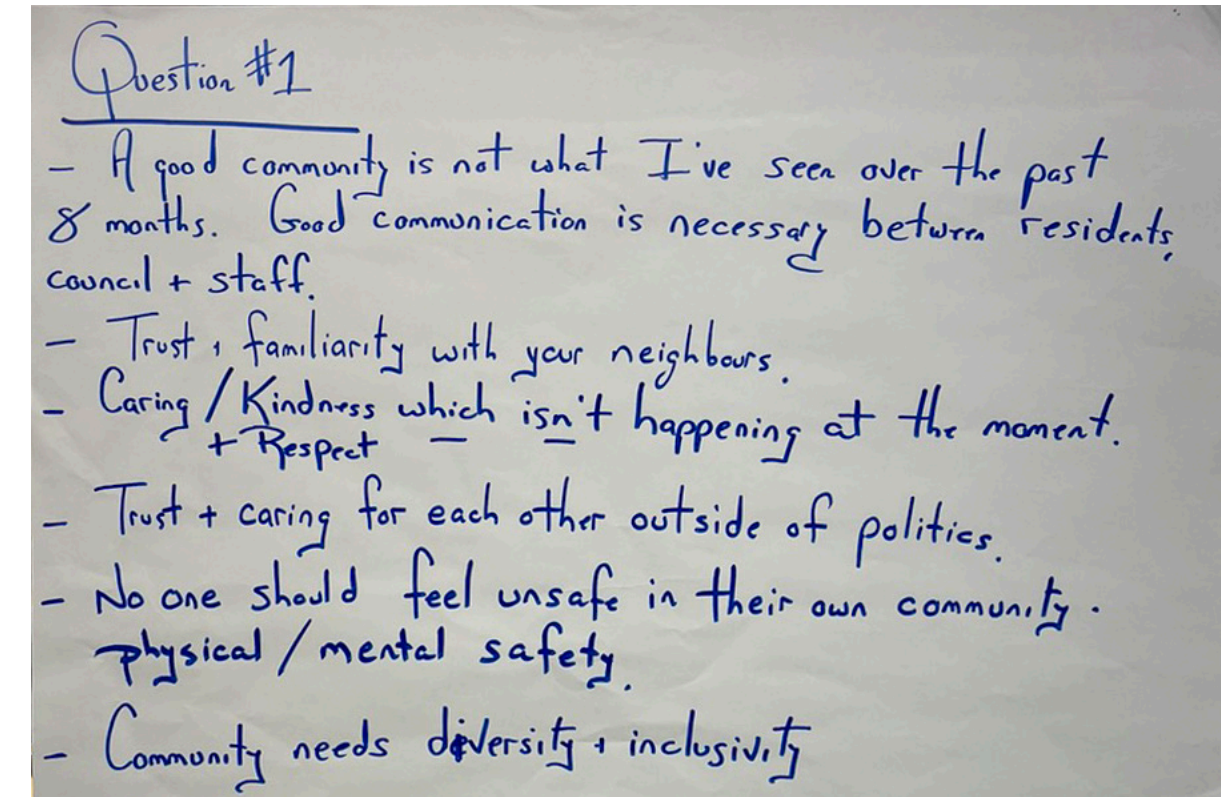 Question #1
- A good community is not what I've seen over the past
8 months. Good communication is necessary between residents,
council + staff.
- Trust + familiarity with your neighbours.
- Caring / Kindness which isn't happening at the moment.
+ Respect
- Trust + caring for each other outside of politics.
- No one should feel unsafe in their own community.
physical / mental safety.
- Community needs diversity + inclusivity